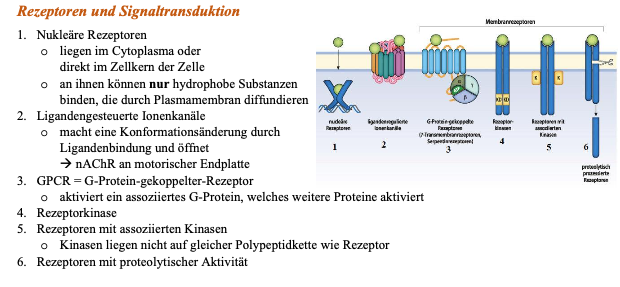 Rezeptoren und Signaltransduktion
1. Nukleäre Rezeptoren
o liegen im Cytoplasma oder
direkt im Zellkern der Zelle
o an ihnen können nur hydrophobe Substanzen
binden, die durch Plasmamembran diffundieren
2. Ligandengesteuerte Ionenkanäle
o macht eine Konformationsänderung durch
Ligandenbindung und öffnet
→ nAChR an motorischer Endplatte
3. GPCR = G-Protein-gekoppelter-Rezeptor
o aktiviert ein assoziiertes G-Protein, welches weitere Proteine aktiviert
4. Rezeptorkinase
5. Rezeptoren mit assoziierten Kinasen
o Kinasen liegen nicht auf gleicher Polypeptidkette wie Rezeptor
6. Rezeptoren mit proteolytischer Aktivität
Membranrezeptoren
nukleäre
Rezeptoren
1
ligandenregulierte
Ionenkanäle
2
G-Protein-gekoppelte
Rezeptoren
(7-Transmembranrezeptoren,
Serpentinrezeptoren)
3
KD KD
Rezeptor-
kinasen
4
K K
Rezeptoren mit
assoziierten
Kinasen
5
6
proteolytisch
prozessierte
Rezeptoren